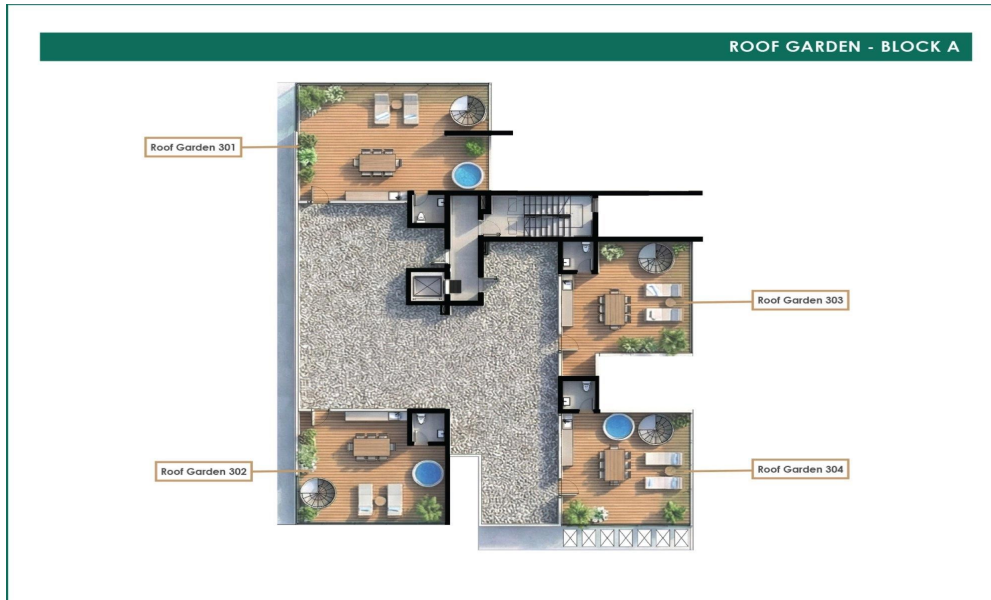 ROOF GARDEN - BLOCK A
Roof Garden 301
Roof Garden 303
Roof Garden 302
Roof Garden 304